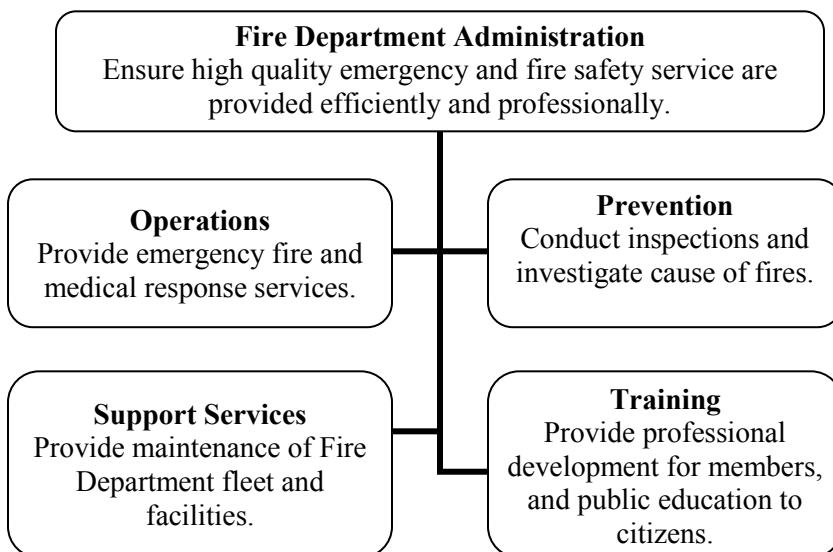 Fire Department Administration
Ensure high quality emergency and fire safety service are
provided efficiently and professionally.
Operations
Provide emergency fire and
medical response services.
Prevention
Conduct inspections and
investigate cause of fires.
Support Services
Provide maintenance of Fire
Department fleet and
facilities.
Training
Provide professional
development for members,
and public education to
citizens.